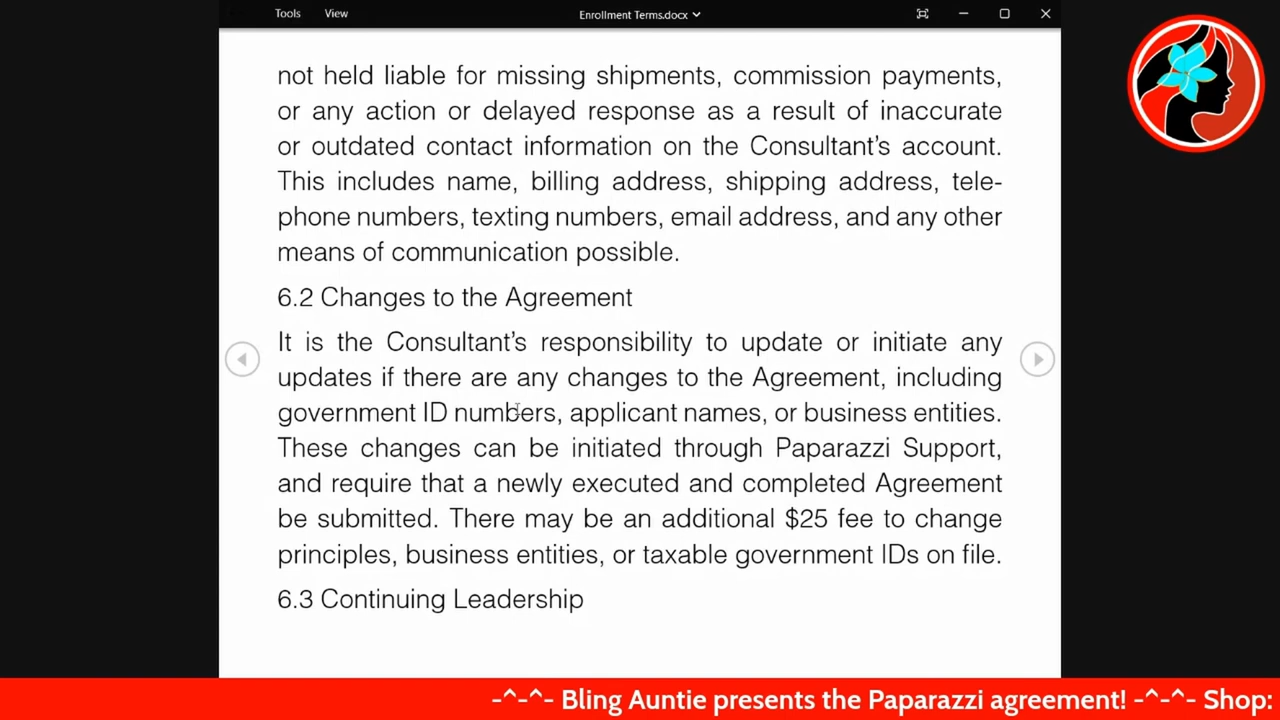 Tools View Enrollment Terms.docx
not held liable for missing shipments, commission payments,
or any action or delayed response as a result of inaccurate
or outdated contact information on the Consultant's account.
This includes name, billing address, shipping address, tele-
phone numbers, texting numbers, email address, and any other
means of communication possible.
6.2 Changes to the Agreement
It is the Consultant's responsibility to update or initiate any
updates if there are any changes to the Agreement, including
government ID numbers, applicant names, or business entities.
These changes can be initiated through Paparazzi Support,
and require that a newly executed and completed Agreement
be submitted. There may be an additional $25 fee to change
principles, business entities, or taxable government IDs on file.
6.3 Continuing Leadership
-^-^- Bling Auntie presents the Paparazzi agreement! -^-^- Shop: